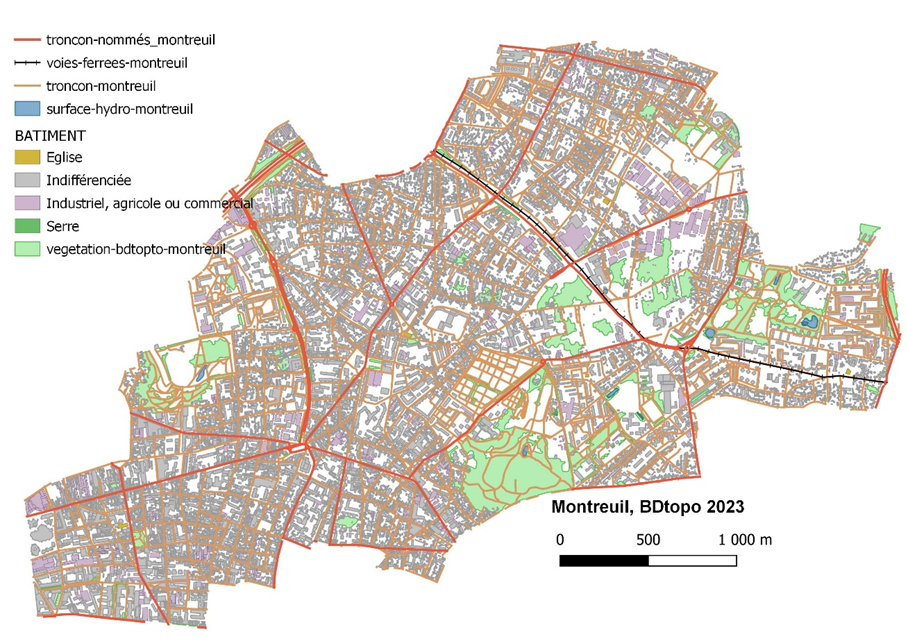 troncon-nommés_montreuil
voies-ferrees-montreuil
troncon-montreuil
surface-hydro-montreuil
BATIMENT
Eglise
Indifférenciée
Industriel, agricole ou commercial
Serre
vegetation-bdtopto-montreuil
Montreuil, BDtopo 2023
0 500 1 000 m